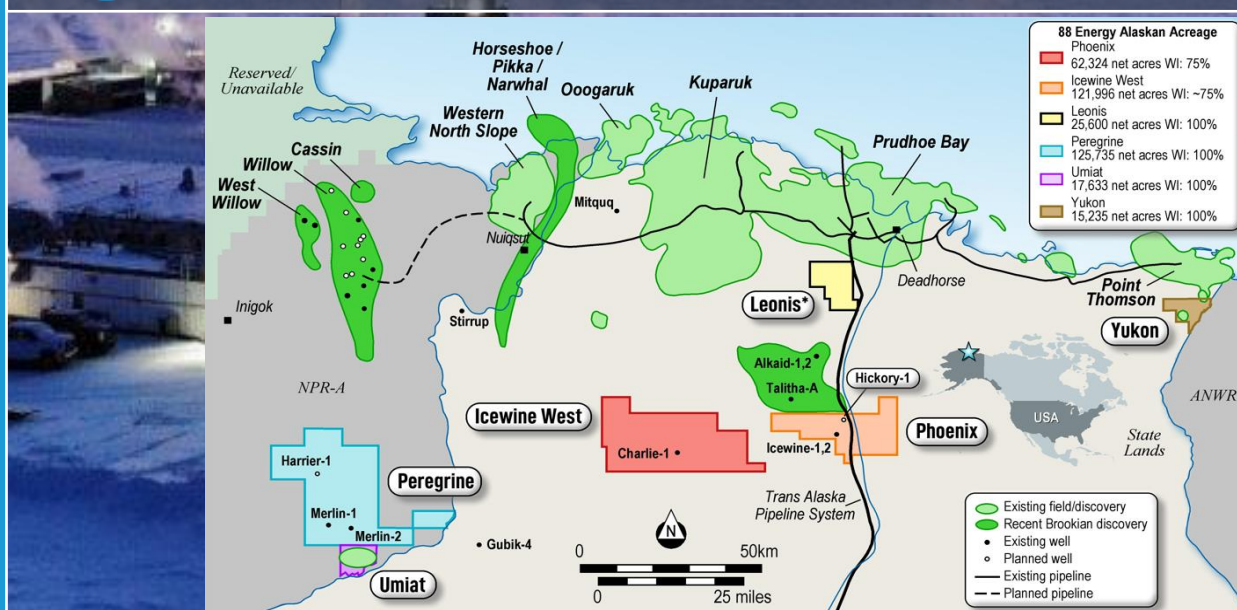 88 Energy Alaskan Acreage
Phoenix
62,324 net acres WI: 75%
Icewine West
121,996 net acres WI: ~75%
Leonis
25,600 net acres WI: 100%
Peregrine
125,735 net acres WI: 100%
Umiat
17,633 net acres WI: 100%
Yukon
15,235 net acres WI: 100%
Reserved/
Unavailable
Horseshoe /
Pikka /
Narwhal
Ooogaruk
Kuparuk
Western
North Slope
Prudhoe Bay
Cassin
Willow
West
Willow
Mitquq
Nuiqsut
Deadhorse
Point
Thomson
Inigok
Stirrup
Leonis*
Yukon
Alkaid-1,2
Talitha-A
Hickory-1
NPR-A
USA
ANWR
Icewine West
Charlie-1
Icewine-1,2
Phoenix
State
Lands
Harrier-1
Peregrine
Merlin-1
Merlin-2
Gubik-4
Umiat
Trans Alaska
Pipeline System
N
0 50km
0 25 miles
Existing field/discovery
Recent Brookian discovery
Existing well
Planned well
Existing pipeline
Planned pipeline